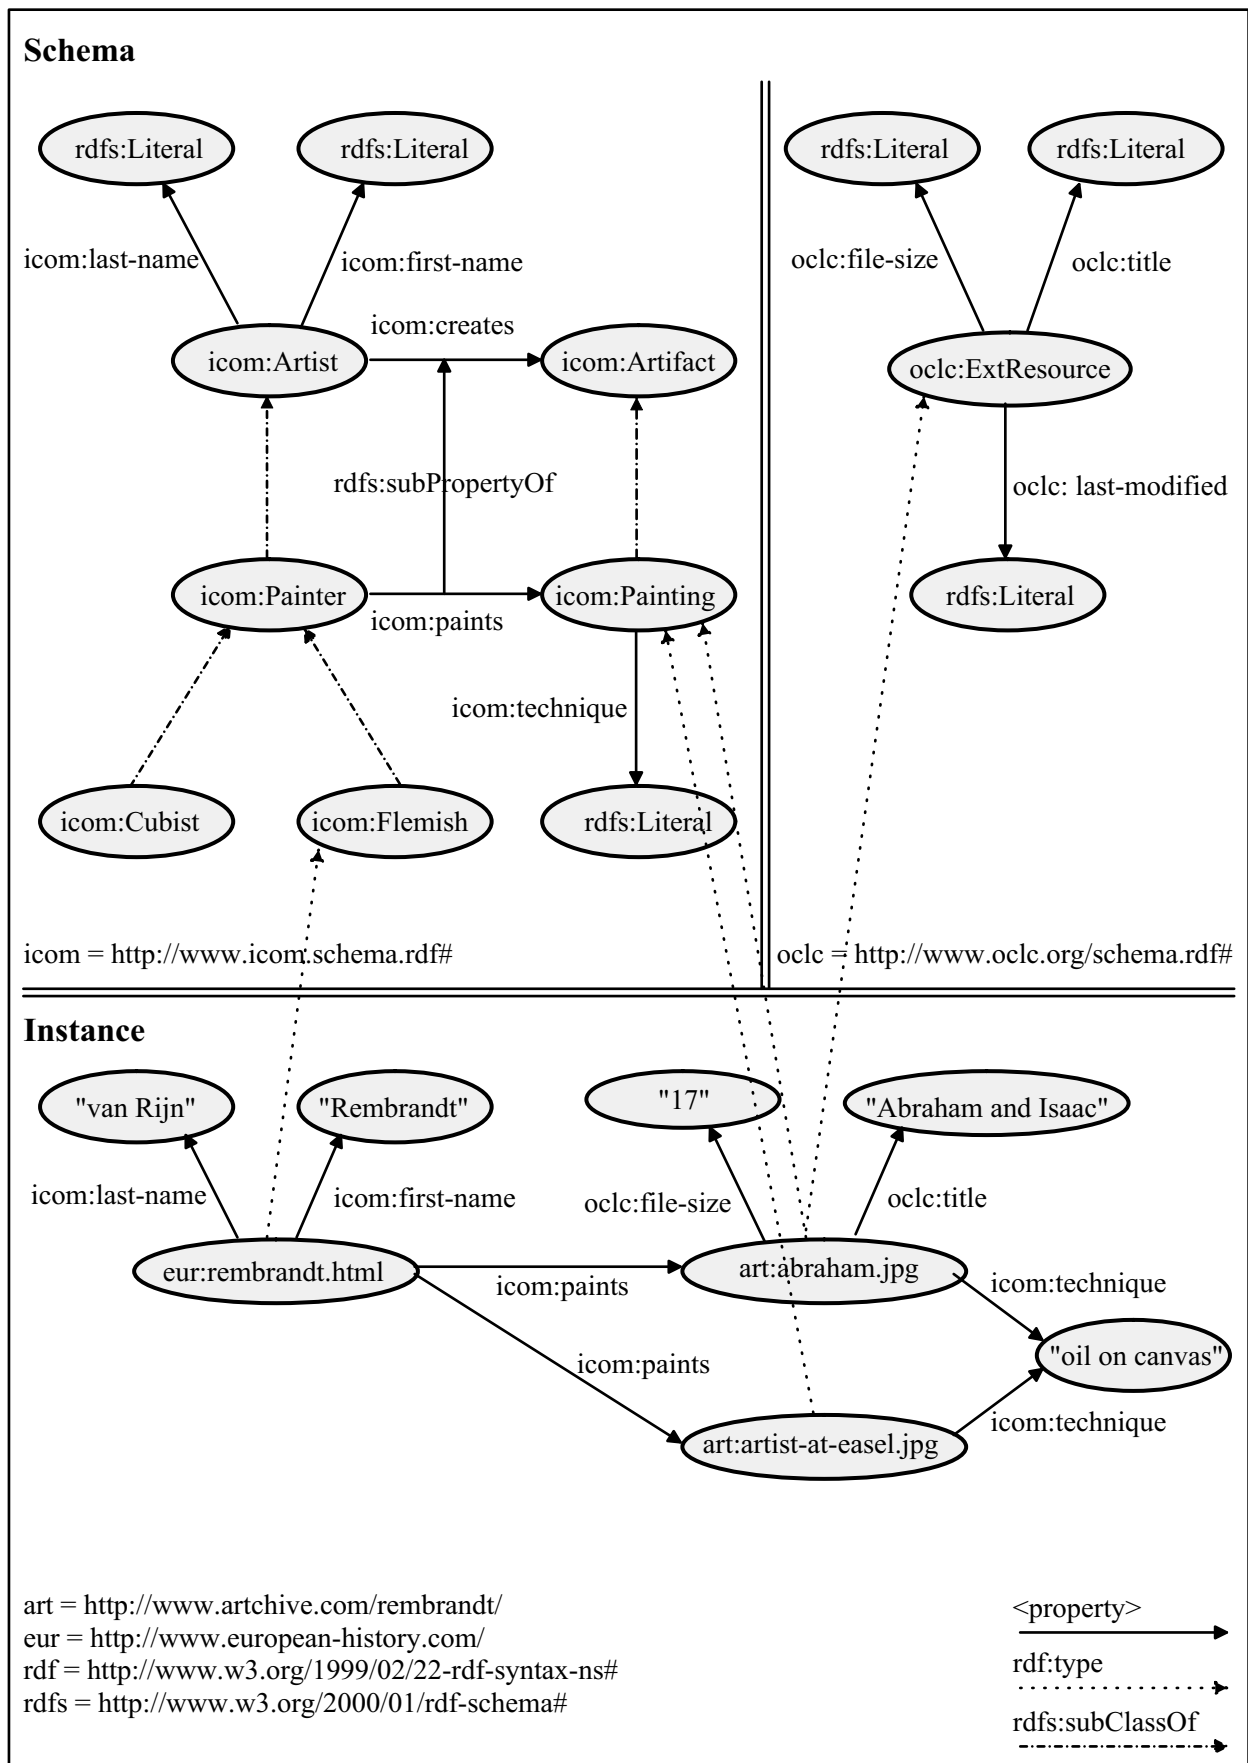 Schema
rdfs:Literal
rdfs:Literal
rdfs:Literal
rdfs:Literal
icom:last-name
icom:first-name
oclc:file-size
oclc:title
icom:creates
icom:Artist
icom:Artifact
oclc:ExtResource
rdfs:subPropertyOf
oclc: last-modified
icom:Painter
icom:Painting
rdfs:Literal
icom:paints
icom:technique
icom:Cubist
icom:Flemish
rdfs:Literal
icom = http://www.icom.schema.rdf#
oclc = http://www.oclc.org/schema.rdf#
Instance
"van Rijn"
"Rembrandt"
"17"
"Abraham and Isaac"
icom:last-name
icom:first-name
oclc:file-size
oclc:title
eur:rembrandt.html
art:abraham.jpg
icom:paints
icom:technique
icom:paints
"oil on canvas"
icom:technique
art:artist-at-easel.jpg
art = http://www.artchive.com/rembrandt/
eur = http://www.european-history.com/
rdf = http://www.w3.org/1999/02/22-rdf-syntax-ns#
rdfs = http://www.w3.org/2000/01/rdf-schema#
<property>
rdf:type
rdfs:subClassOf